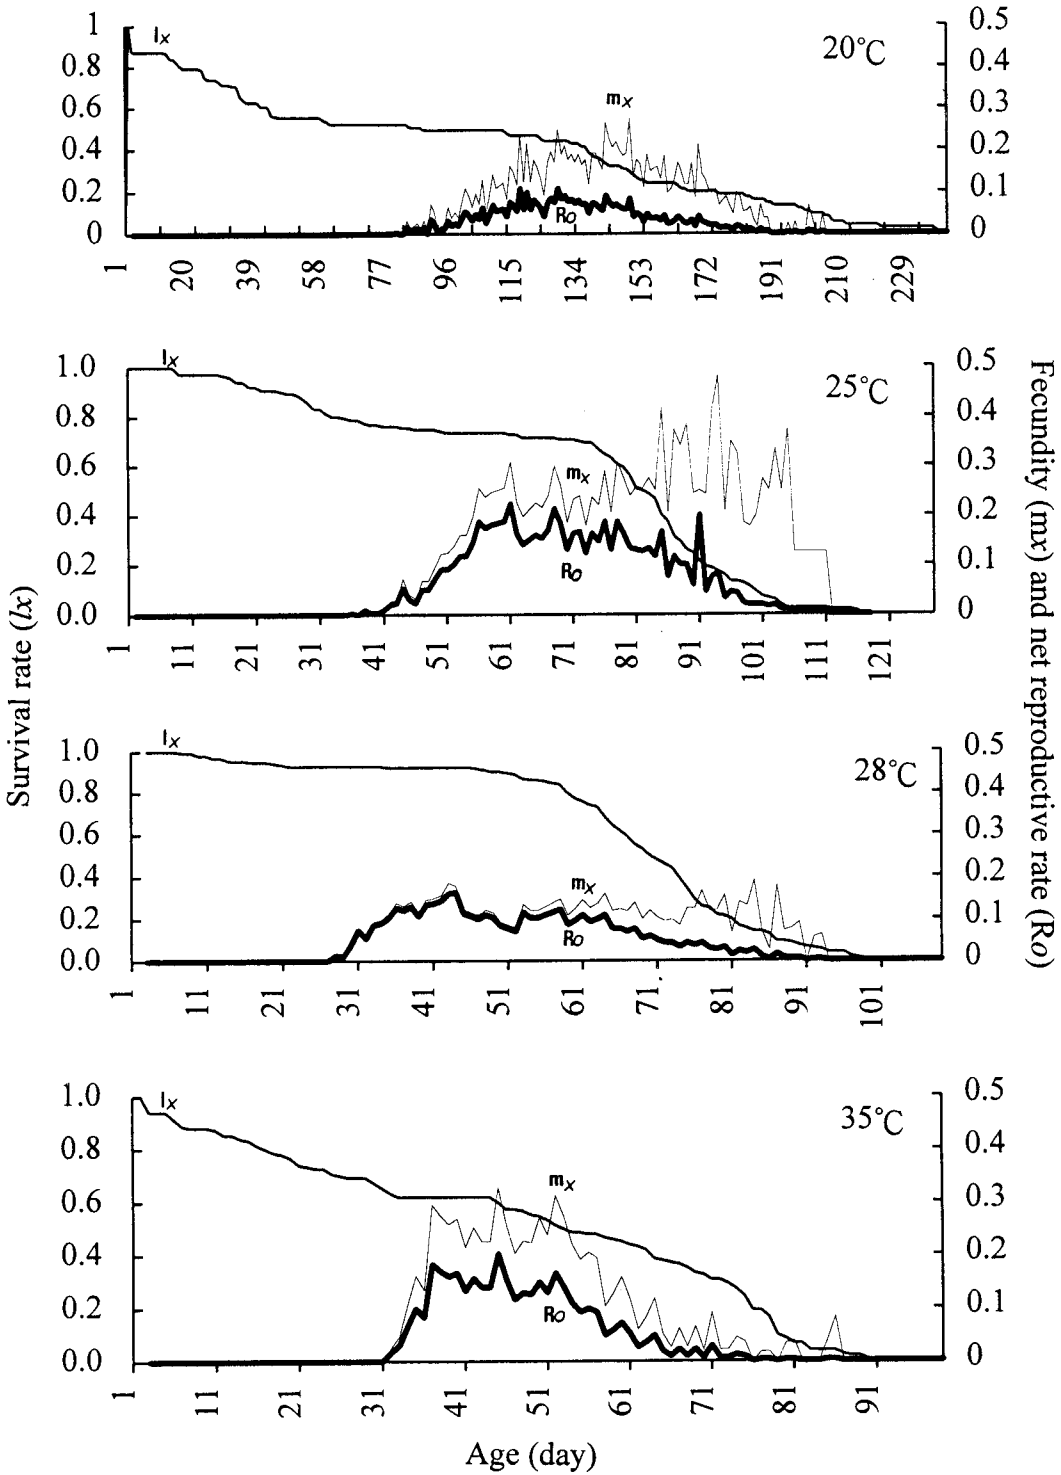 Survival rate (lx)
Fecundity (mx) and net reproductive rate (Ro)
20°C
lx
mx
Ro
1
0.8
0.6
0.4
0.2
0
0.5
0.4
0.3
0.2
0.1
0
1 20 39 58 77 96 115 134 153 172 191 210 229
25°C
lx
mx
Ro
1.0
0.8
0.6
0.4
0.2
0.0
0.5
0.4
0.3
0.2
0.1
0
1 11 21 31 41 51 61 71 81 91 101 111 121
28°C
lx
mx
Ro
1.0
0.8
0.6
0.4
0.2
0.0
0.5
0.4
0.3
0.2
0.1
0
1 11 21 31 41 51 61 71 81 91 101
35°C
lx
mx
Ro
1.0
0.8
0.6
0.4
0.2
0.0
0.5
0.4
0.3
0.2
0.1
0
1 11 21 31 41 51 61 71 81 91
Age (day)